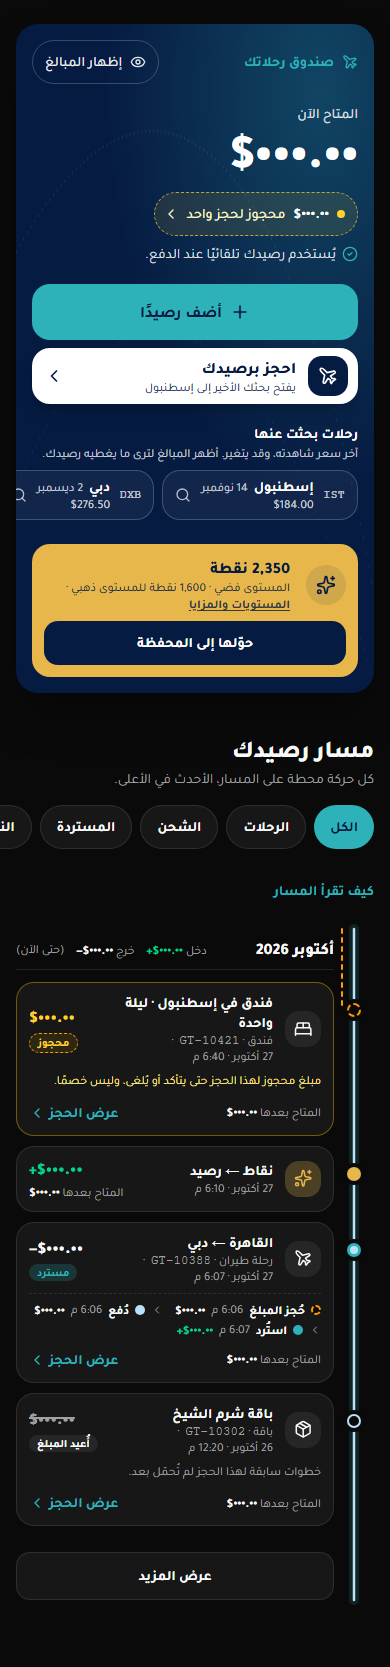 صندوق رحلاتك
إظهار المبالغ
المتاح الآن
$•••.••
$•••.•• محجوز لحجز واحد
يُستخدم رصيدك تلقائيًا عند الدفع.
أضف رصيدًا
احجز برصيدك
يفتح بحثك الأخير إلى إسطنبول
رحلات بحثت عنها
آخر سعر شاهدته، وقد يتغير. أظهر المبالغ لترى ما يغطيه رصيدك.
IST إسطنبول 14 نوفمبر
$184.00
DXB دبي 2 ديسمبر
$276.50
2,350 نقطة
المستوى فضي · 1,600 نقطة للمستوى ذهبي ·
المستويات والمزايا
حوّلها إلى المحفظة
مسار رصيدك
كل حركة محطة على المسار، الأحدث في الأعلى.
الكل
الرحلات
الشحن
المستردة
كيف تقرأ المسار
أكتوبر 2026
دخل +$•••.•• خرج −$•••.•• (حتى الآن)
فندق في إسطنبول · ليلة
واحدة
فندق · GT-10421 ·
27 أكتوبر · 6:40 م
$•••.••
محجوز
مبلغ محجوز لهذا الحجز حتى يتأكد أو يُلغى، وليس خصمًا.
المتاح بعدها $•••.••
عرض الحجز
نقاط ← رصيد
27 أكتوبر · 6:10 م
+$•••.••
المتاح بعدها $•••.••
القاهرة ← دبي
رحلة طيران · GT-10388 ·
27 أكتوبر · 6:07 م
−$•••.••
مسترد
حُجز المبلغ 6:06 م $•••.••
دُفع 6:06 م $•••.••
استُرد 6:07 م +$•••.••
المتاح بعدها $•••.••
عرض الحجز
باقة شرم الشيخ
باقة · GT-10302 ·
26 أكتوبر · 12:20 م
$•••.••
أُعيد المبلغ
خطوات سابقة لهذا الحجز لم تُحمّل بعد.
المتاح بعدها $•••.••
عرض الحجز
عرض المزيد